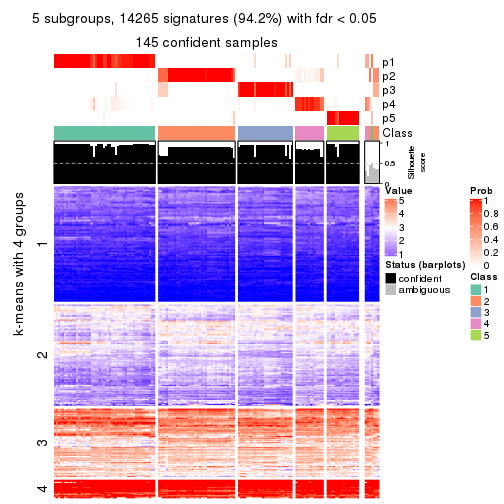 5 subgroups, 14265 signatures (94.2%) with fdr < 0.05
145 confident samples
p1
p2
p3
p4
p5
Class
1
0.5
0
Silhouette
score
k-means with 4 groups
1
2
3
4
Value
5
4
3
2
1
Status (barplots)
confident
ambiguous
Prob
1
0.8
0.6
0.4
0.2
0
Class
1
2
3
4
5